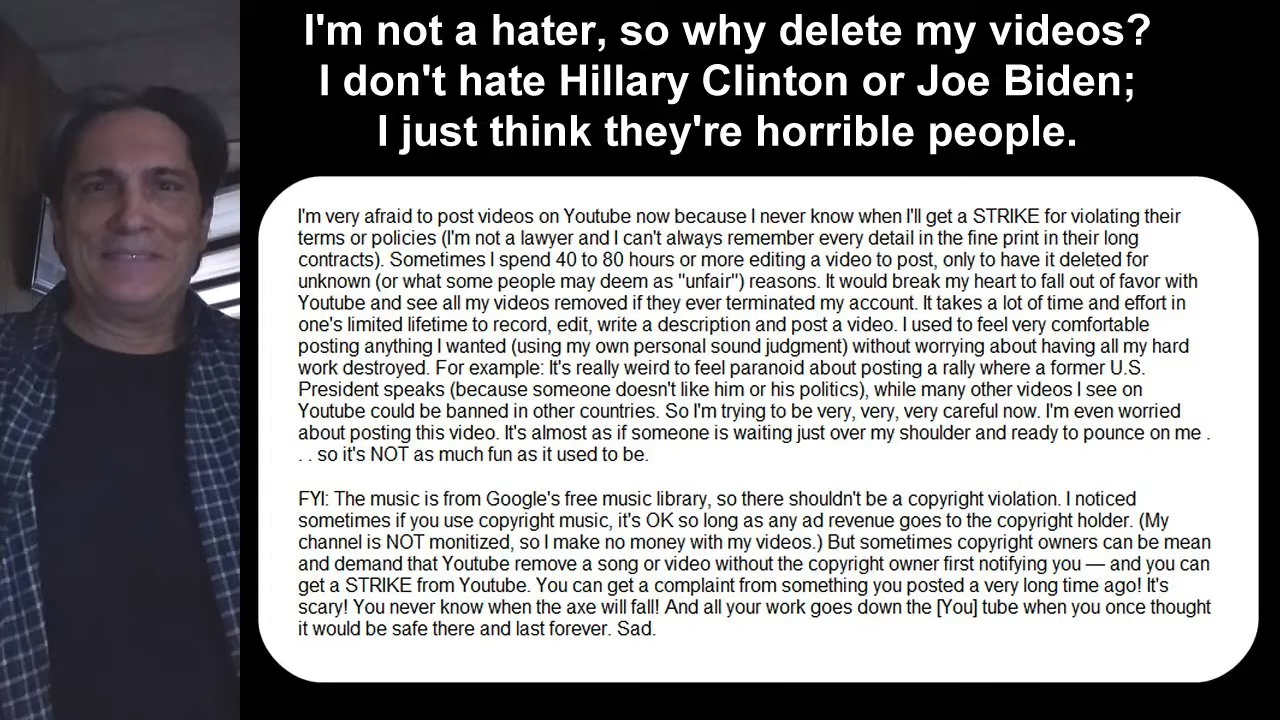 I'm not a hater, so why delete my videos?
I don't hate Hillary Clinton or Joe Biden;
I just think they're horrible people.
I'm very afraid to post videos on Youtube now because I never know when I'll get a STRIKE for violating their
terms or policies (I'm not a lawyer and I can't always remember every detail in the fine print in their long
contracts). Sometimes I spend 40 to 80 hours or more editing a video to post, only to have it deleted for
unknown (or what some people may deem as "unfair") reasons. It would break my heart to fall out of favor with
Youtube and see all my videos removed if they ever terminated my account. It takes a lot of time and effort in
one's limited lifetime to record, edit, write a description and post a video. I used to feel very comfortable
posting anything I wanted (using my own personal sound judgment) without worrying about having all my hard
work destroyed. For example: It's really weird to feel paranoid about posting a rally where a former U.S.
President speaks (because someone doesn't like him or his politics), while many other videos I see on
Youtube could be banned in other countries. So I'm trying to be very, very, very careful now. I'm even worried
about posting this video. It's almost as if someone is waiting just over my shoulder and ready to pounce on me .
. . so it's NOT as much fun as it used to be.
FYI: The music is from Google's free music library, so there shouldn't be a copyright violation. I noticed
sometimes if you use copyright music, it's OK so long as any ad revenue goes to the copyright holder. (My
channel is NOT monitized, so I make no money with my videos.) But sometimes copyright owners can be mean
and demand that Youtube remove a song or video without the copyright owner first notifying you — and you can
get a STRIKE from Youtube. You can get a complaint from something you posted a very long time ago! It's
scary! You never know when the axe will fall! And all your work goes down the [You] tube when you once thought
it would be safe there and last forever. Sad.